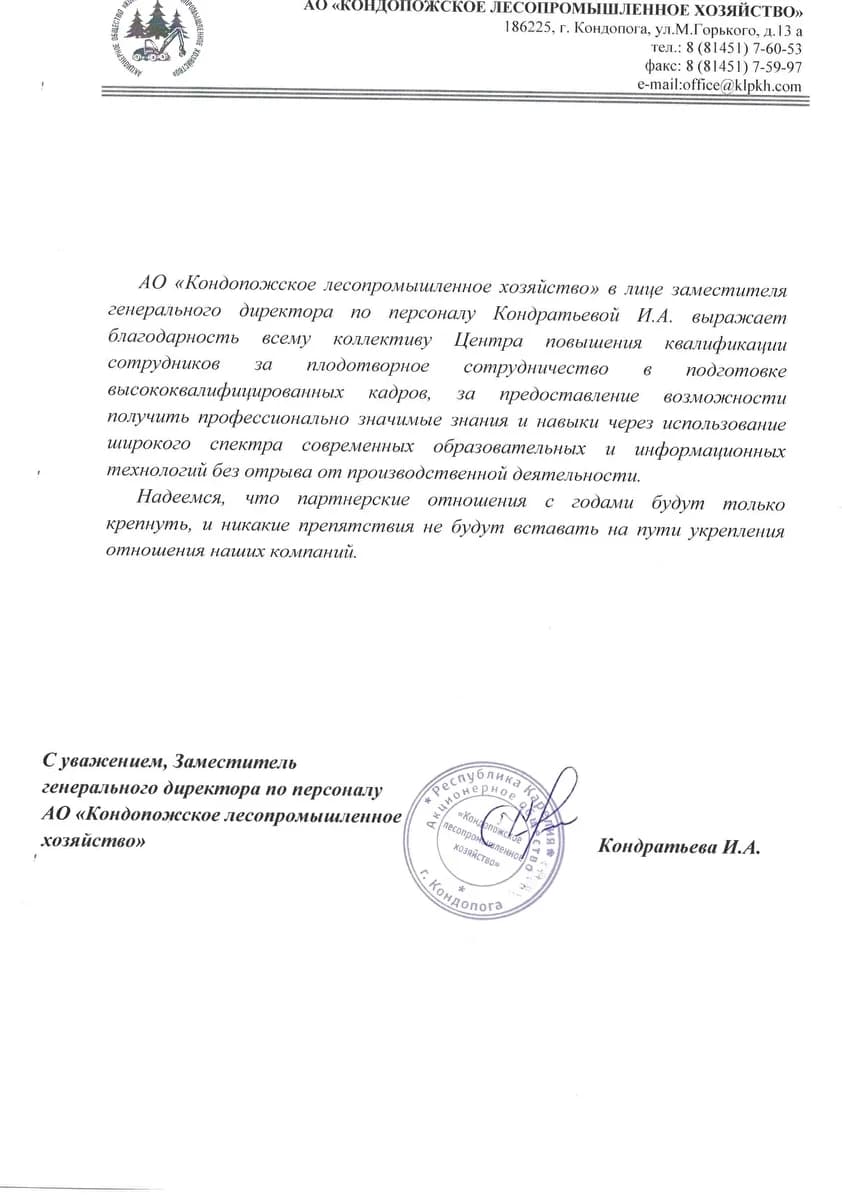 АО «КОНДОПОЖСКОЕ ЛЕСОПРОМЫШЛЕННОЕ ХОЗЯЙСТВО»
186225, г. Кондопога, ул.М.Горького, д.13 а
тел.: 8 (81451) 7-60-53
факс: 8 (81451) 7-59-97
e-mail:office@klpkh.com
АКЦИОНЕРНОЕ ОБЩЕСТВО ПРОМЫШЛЕННОЕ ХОЗЯЙСТВО»
АО «Кондопожское лесопромышленное хозяйство» в лице заместителя
генерального директора по персоналу Кондратьевой И.А. выражает
благодарность всему коллективу Центра повышения квалификации
сотрудников за плодотворное сотрудничество в подготовке
высококвалифицированных кадров, за предоставление возможности
получить профессионально значимые знания и навыки через использование
широкого спектра современных образовательных и информационных
технологий без отрыва от производственной деятельности.
Надеемся, что партнерские отношения с годами будут только
крепнуть, и никакие препятствия не будут вставать на пути укрепления
отношения наших компаний.
С уважением, Заместитель
генерального директора по персоналу
АО «Кондопожское лесопромышленное
хозяйство»
* Республика Карелия *
Акционерное общество
«Кондопожское
лесопромышленное
хозяйство»
*
г. Кондопога
Кондратьева И.А.